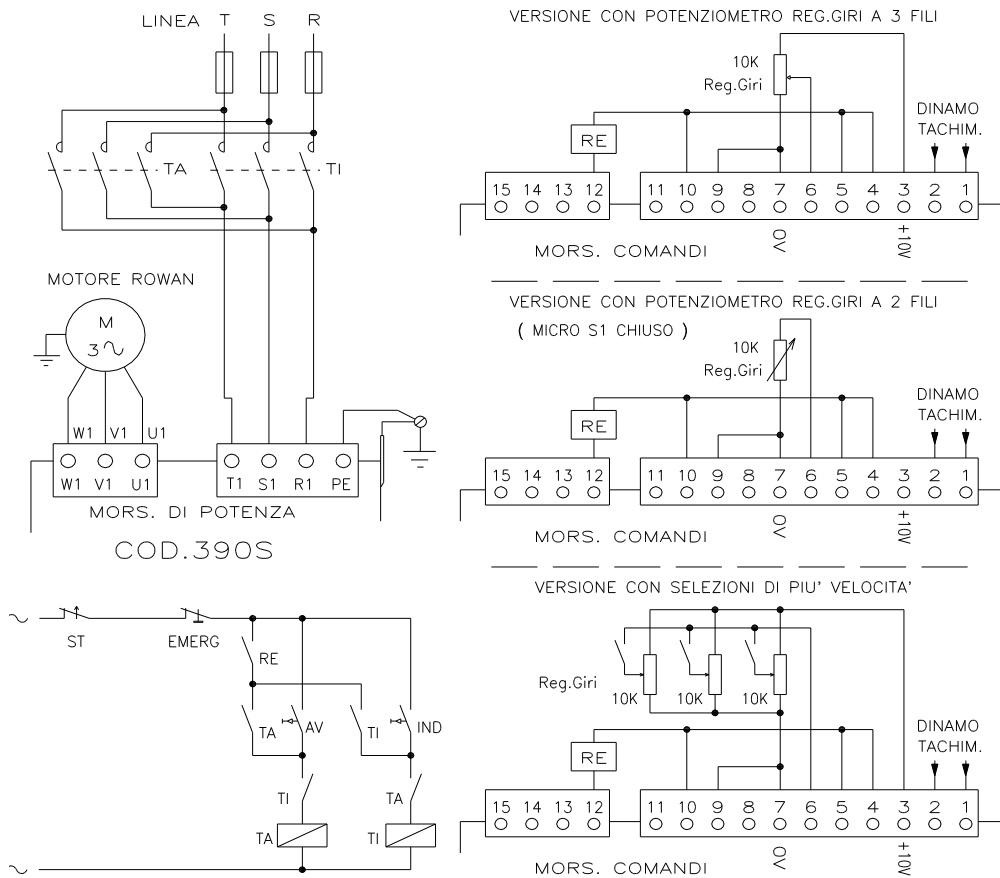 LINEA T S R
TA
TI
MOTORE ROWAN
M
3
W1 V1 U1
W1 V1 U1
T1 S1 R1 PE
MORS. DI POTENZA
COD.390S
ST
EMERG
RE
TA
AV
TI
IND
TI
TA
TA
TI
VERSIONE CON POTENZIOMETRO REG.GIRI A 3 FILI
10K
Reg.Giri
DINAMO
TACHIM.
RE
15 14 13 12 11 10 9 8 7 6 5 4 3 2 1
0V
+10V
MORS. COMANDI
VERSIONE CON POTENZIOMETRO REG.GIRI A 2 FILI
( MICRO S1 CHIUSO )
10K
Reg.Giri
DINAMO
TACHIM.
RE
15 14 13 12 11 10 9 8 7 6 5 4 3 2 1
0V
+10V
MORS. COMANDI
VERSIONE CON SELEZIONI DI PIU' VELOCITA'
Reg.Giri
10K 10K 10K
DINAMO
TACHIM.
RE
15 14 13 12 11 10 9 8 7 6 5 4 3 2 1
0V
+10V
MORS. COMANDI